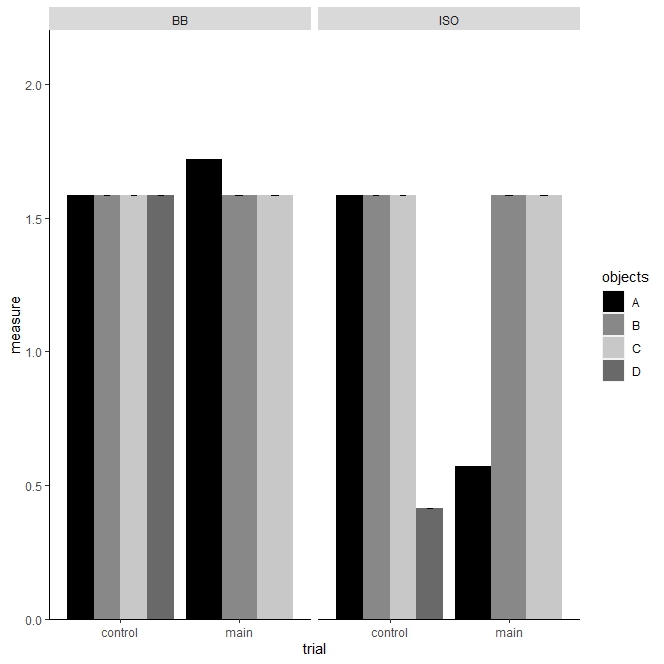 BB
ISO
2.0
1.5
1.0
0.5
0.0
measure
control
main
control
main
trial
objects
A
B
C
D